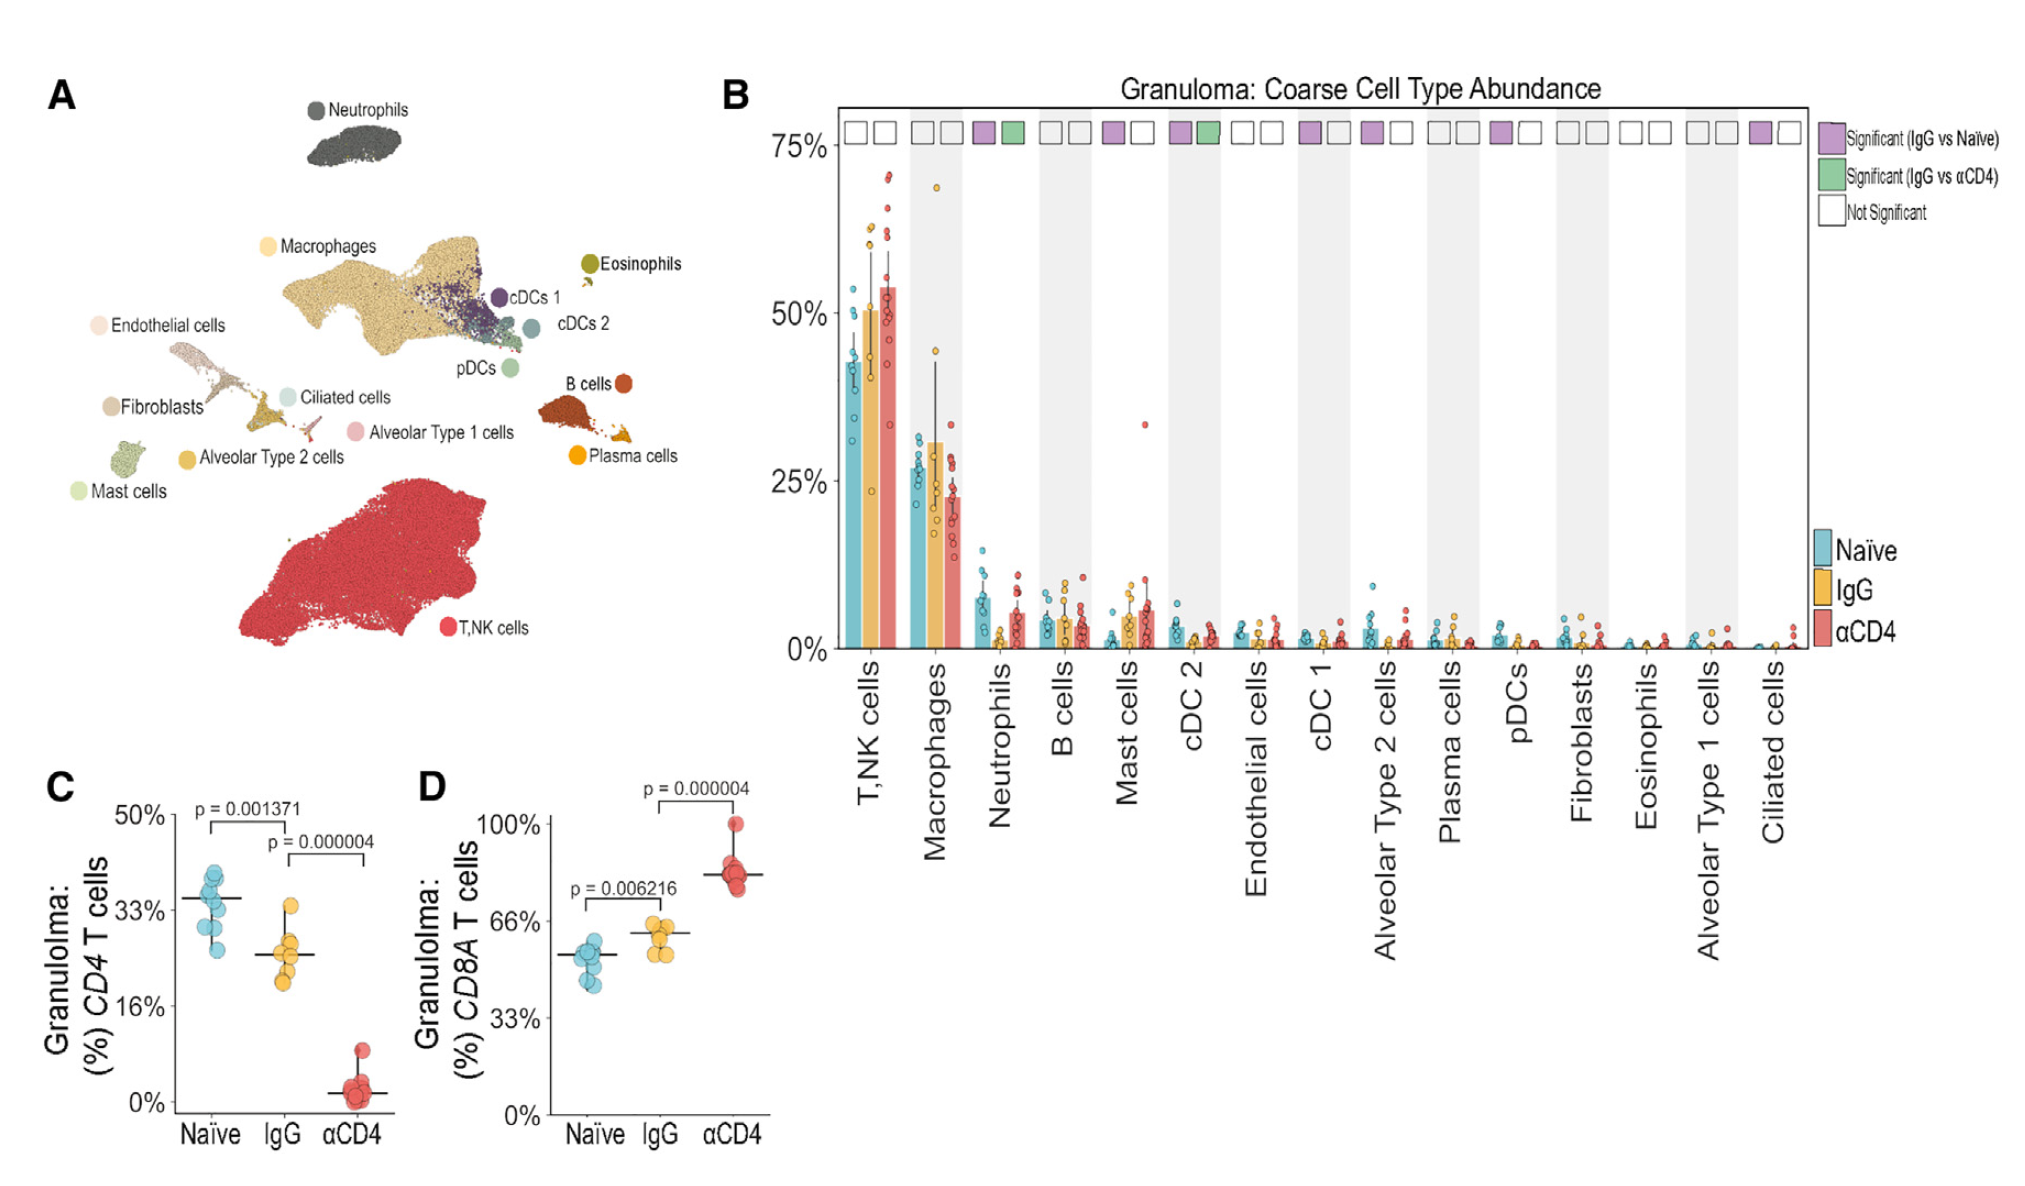 A
Neutrophils
Macrophages
Eosinophils
cDCs 1
cDCs 2
Endothelial cells
pDCs
B cells
Ciliated cells
Fibroblasts
Alveolar Type 1 cells
Alveolar Type 2 cells
Plasma cells
Mast cells
T,NK cells
B
Granuloma: Coarse Cell Type Abundance
75%
50%
25%
0%
Significant (IgG vs Naïve)
Significant (IgG vs αCD4)
Not Significant
Naïve
IgG
αCD4
T,NK cells
Macrophages
Neutrophils
B cells
Mast cells
cDC 2
Endothelial cells
cDC 1
Alveolar Type 2 cells
Plasma cells
pDCs
Fibroblasts
Eosinophils
Alveolar Type 1 cells
Ciliated cells
C
Granulolma:
(%) CD4 T cells
50%
33%
16%
0%
p = 0.001371
p = 0.000004
Naïve IgG αCD4
D
Granulolma:
(%) CD8A T cells
100%
66%
33%
0%
p = 0.000004
p = 0.006216
Naïve IgG αCD4